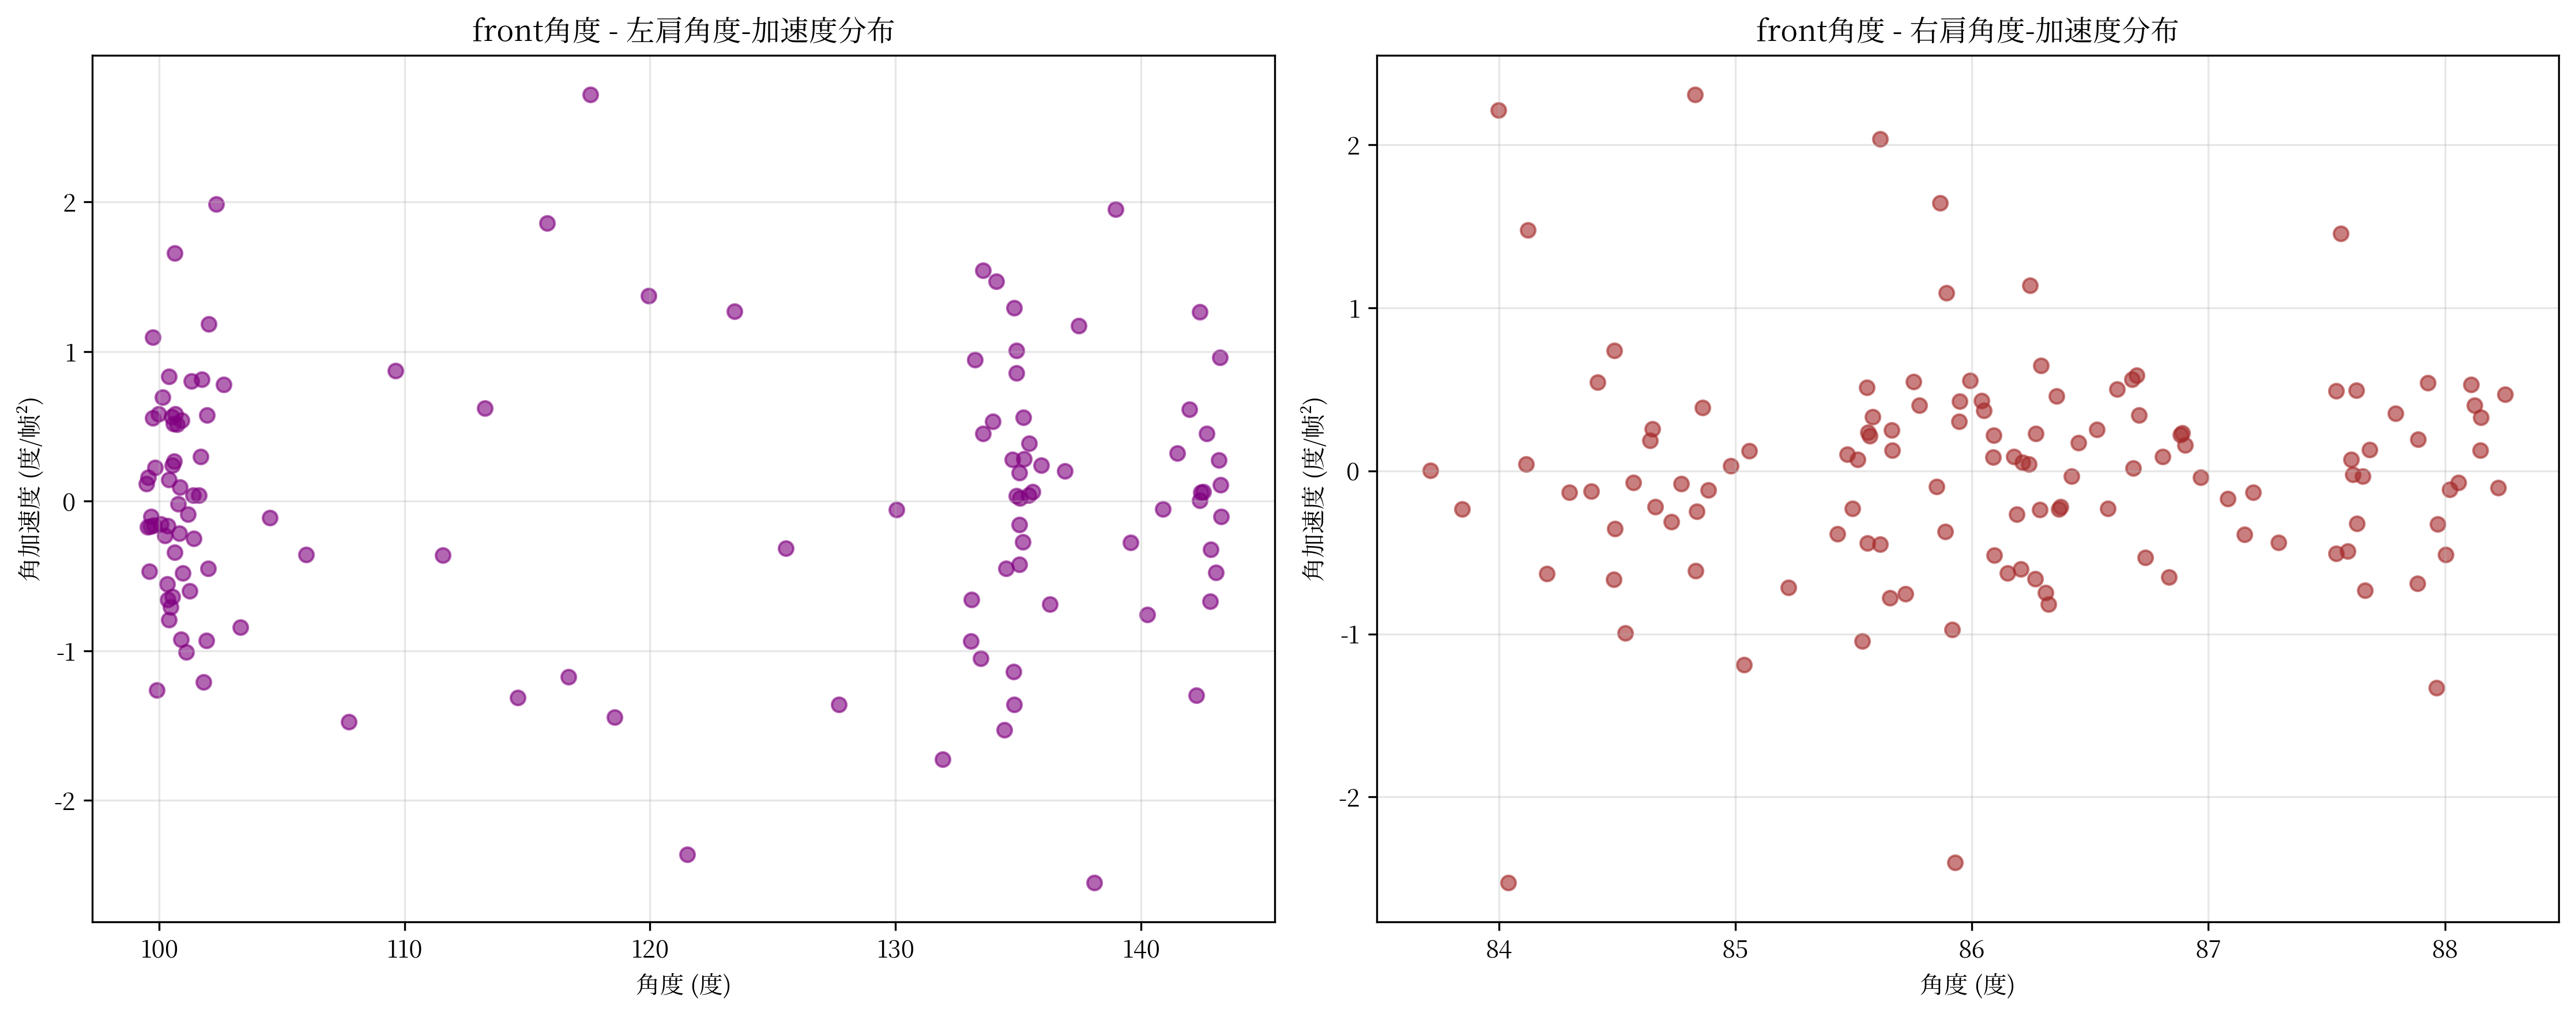 front角度 - 左肩角度-加速度分布
角加速度 (度/帧²)
2
1
0
-1
-2
100 110 120 130 140
角度 (度)
front角度 - 右肩角度-加速度分布
角加速度 (度/帧²)
2
1
0
-1
-2
84 85 86 87 88
角度 (度)